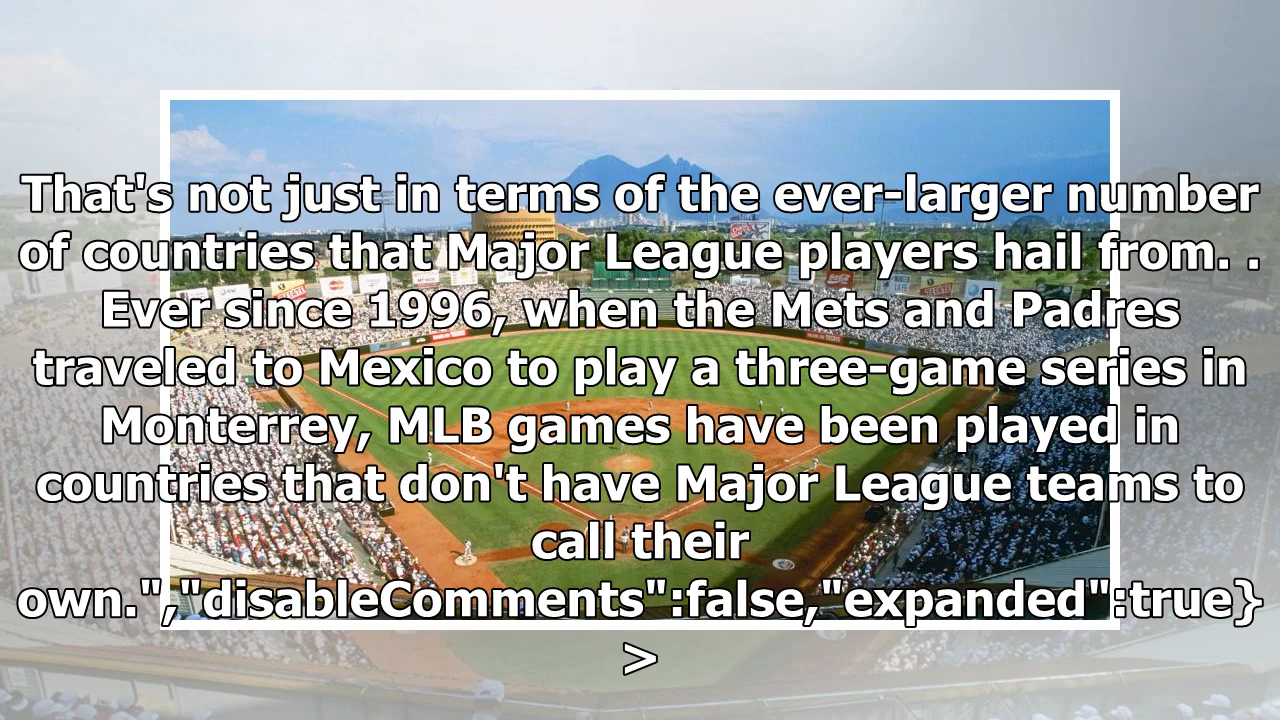 That's not just in terms of the ever-larger number
of countries that Major League players hail from. .
Ever since 1996, when the Mets and Padres
traveled to Mexico to play a three-game series in
Monterrey, MLB games have been played in
countries that don't have Major League teams to
call their
own.","disableComments":false,"expanded":true}
>